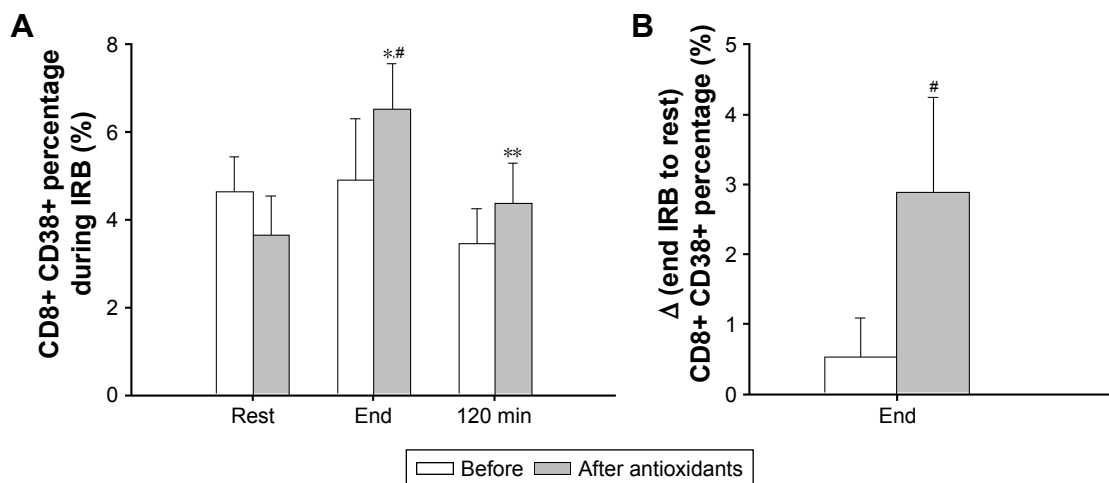 A
CD8+ CD38+ percentage
during IRB (%)
8
6
4
2
0
*,#
**
Rest
End
120 min
B
Δ (end IRB to rest)
CD8+ CD38+ percentage (%)
5
4
3
2
1
0
#
End
Before
After antioxidants